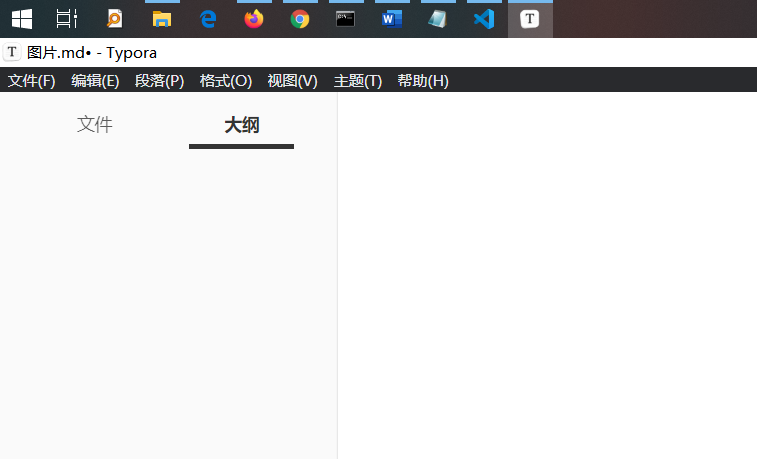 图片.md• - Typora
文件(F) 编辑(E) 段落(P) 格式(O) 视图(V) 主题(T) 帮助(H)
文件 大纲